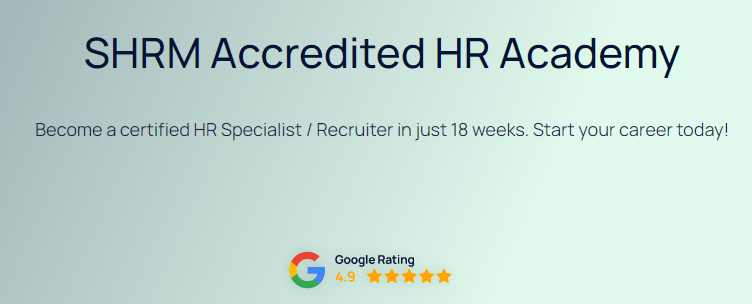 SHRM Accredited HR Academy
Become a certified HR Specialist / Recruiter in just 18 weeks. Start your career today!
Google Rating
4.9